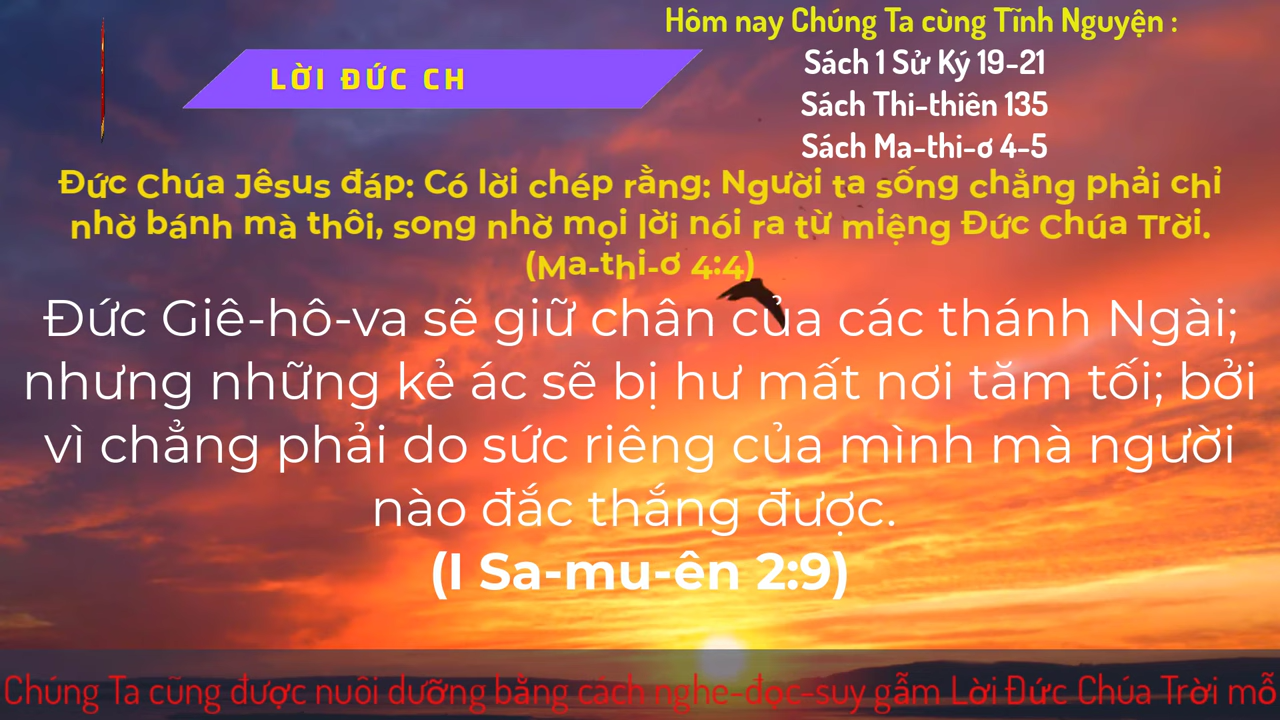 Hôm nay Chúng Ta cùng Tĩnh Nguyện :
LỜI ĐỨC CH
Sách 1 Sử Ký 19-21
Sách Thi-thiên 135
Sách Ma-thi-ơ 4-5
Đức Chúa Jêsus đáp: Có lời chép rằng: Người ta sống chẳng phải chỉ
nhờ bánh mà thôi, song nhờ mọi lời nói ra từ miệng Đức Chúa Trời.
(Ma-thi-ơ 4:4)
Đức Giê-hô-va sẽ giữ chân của các thánh Ngài;
nhưng những kẻ ác sẽ bị hư mất nơi tăm tối; bởi
vì chẳng phải do sức riêng của mình mà người
nào đắc thắng được.
(I Sa-mu-ên 2:9)
Chúng Ta cũng được nuôi dưỡng bằng cách nghe-đọc-suy gẫm Lời Đức Chúa Trời mỗ